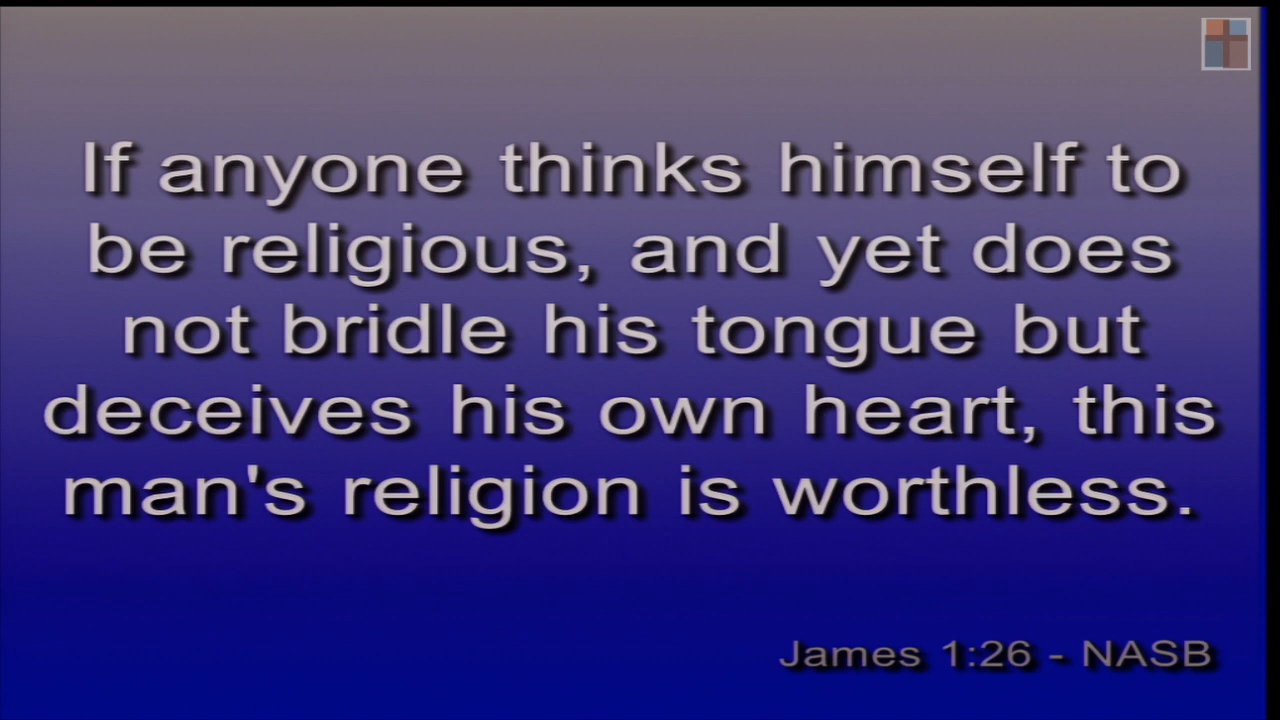 If anyone thinks himself to
be religious, and yet does
not bridle his tongue but
deceives his own heart, this
man's religion is worthless.
James 1:26 - NASB